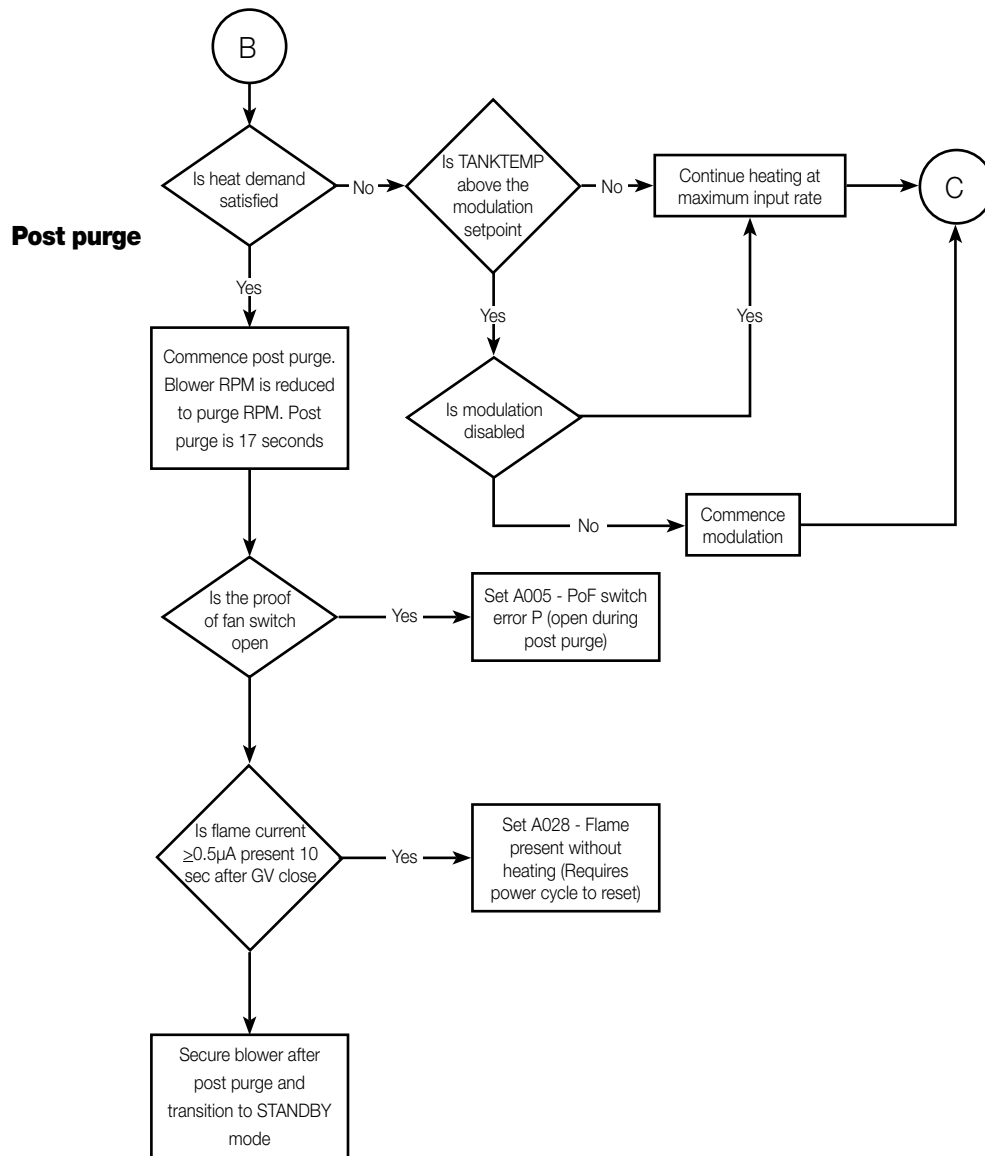 B
Is heat demand
satisfied
No
Is TANKTEMP
above the
modulation
setpoint
No
Continue heating at
maximum input rate
C
Post purge
Yes
Yes
Yes
Commence post purge.
Blower RPM is reduced
to purge RPM. Post
purge is 17 seconds
Is modulation
disabled
No
Commence
modulation
Is the proof
of fan switch
open
Yes
Set A005 - PoF switch
error P (open during
post purge)
Is flame current
≥0.5µA present 10
sec after GV close
Yes
Set A028 - Flame
present without
heating (Requires
power cycle to reset)
Secure blower after
post purge and
transition to STANDBY
mode